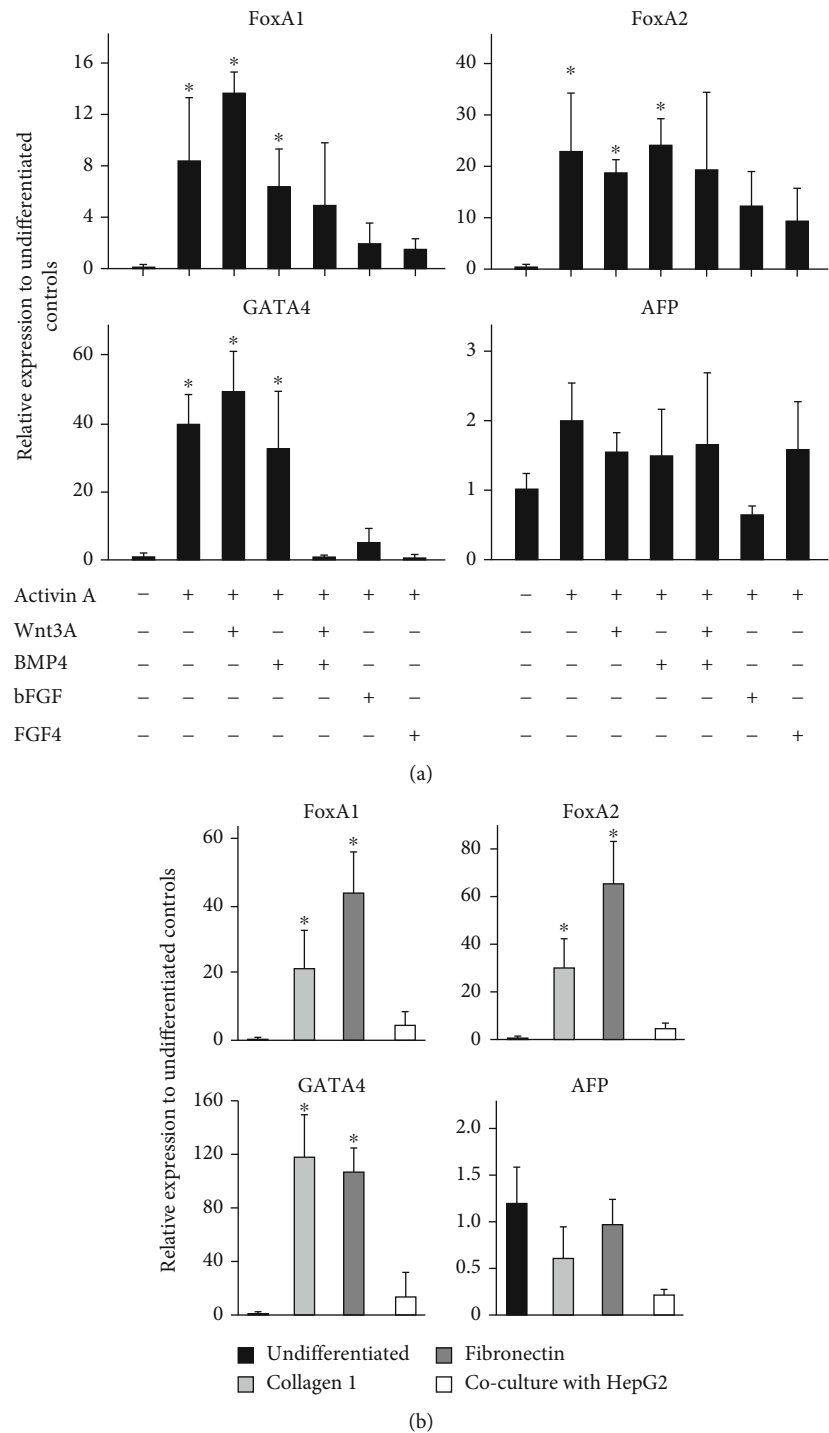 FoxA1
FoxA2
Relative expression to undifferentiated
controls
16
12
8
4
0
* * *
40
30
20
10
0
* * *
GATA4
AFP
60
40
20
0
* * *
3
2
1
0
Activin A – + + + + + + – + + + + + +
Wnt3A – – + – + – – – – + – + – –
BMP4 – – – + + – – – – – + + – –
bFGF – – – – – + – – – – – – + –
FGF4 – – – – – – + – – – – – – +
(a)
FoxA1
FoxA2
Relative expression to undifferentiated controls
60
40
20
0
* *
80
60
40
20
0
* *
GATA4
AFP
160
120
80
40
0
* *
2.0
1.5
1.0
0.5
0
Undifferentiated
Fibronectin
Collagen 1
Co-culture with HepG2
(b)